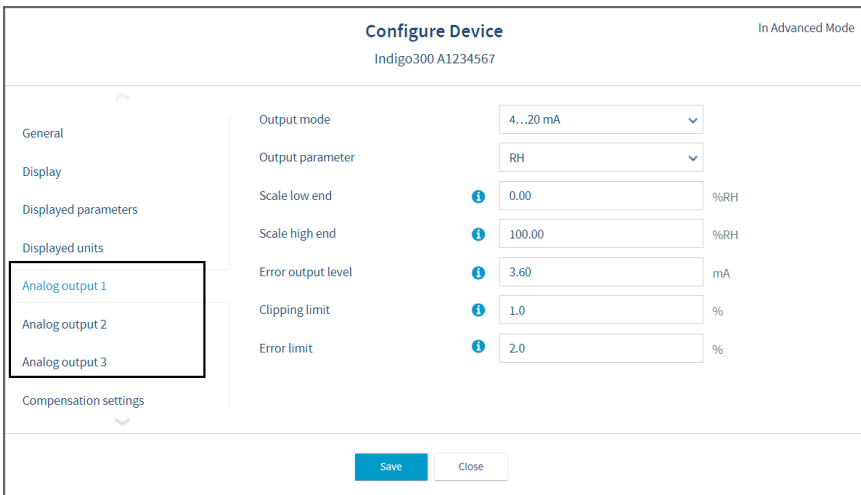 Configure Device
In Advanced Mode
Indigo300 A1234567
General
Display
Displayed parameters
Displayed units
Analog output 1
Analog output 2
Analog output 3
Compensation settings
Output mode 4...20 mA
Output parameter RH
Scale low end 0.00 %RH
Scale high end 100.00 %RH
Error output level 3.60 mA
Clipping limit 1.0 %
Error limit 2.0 %
Save Close